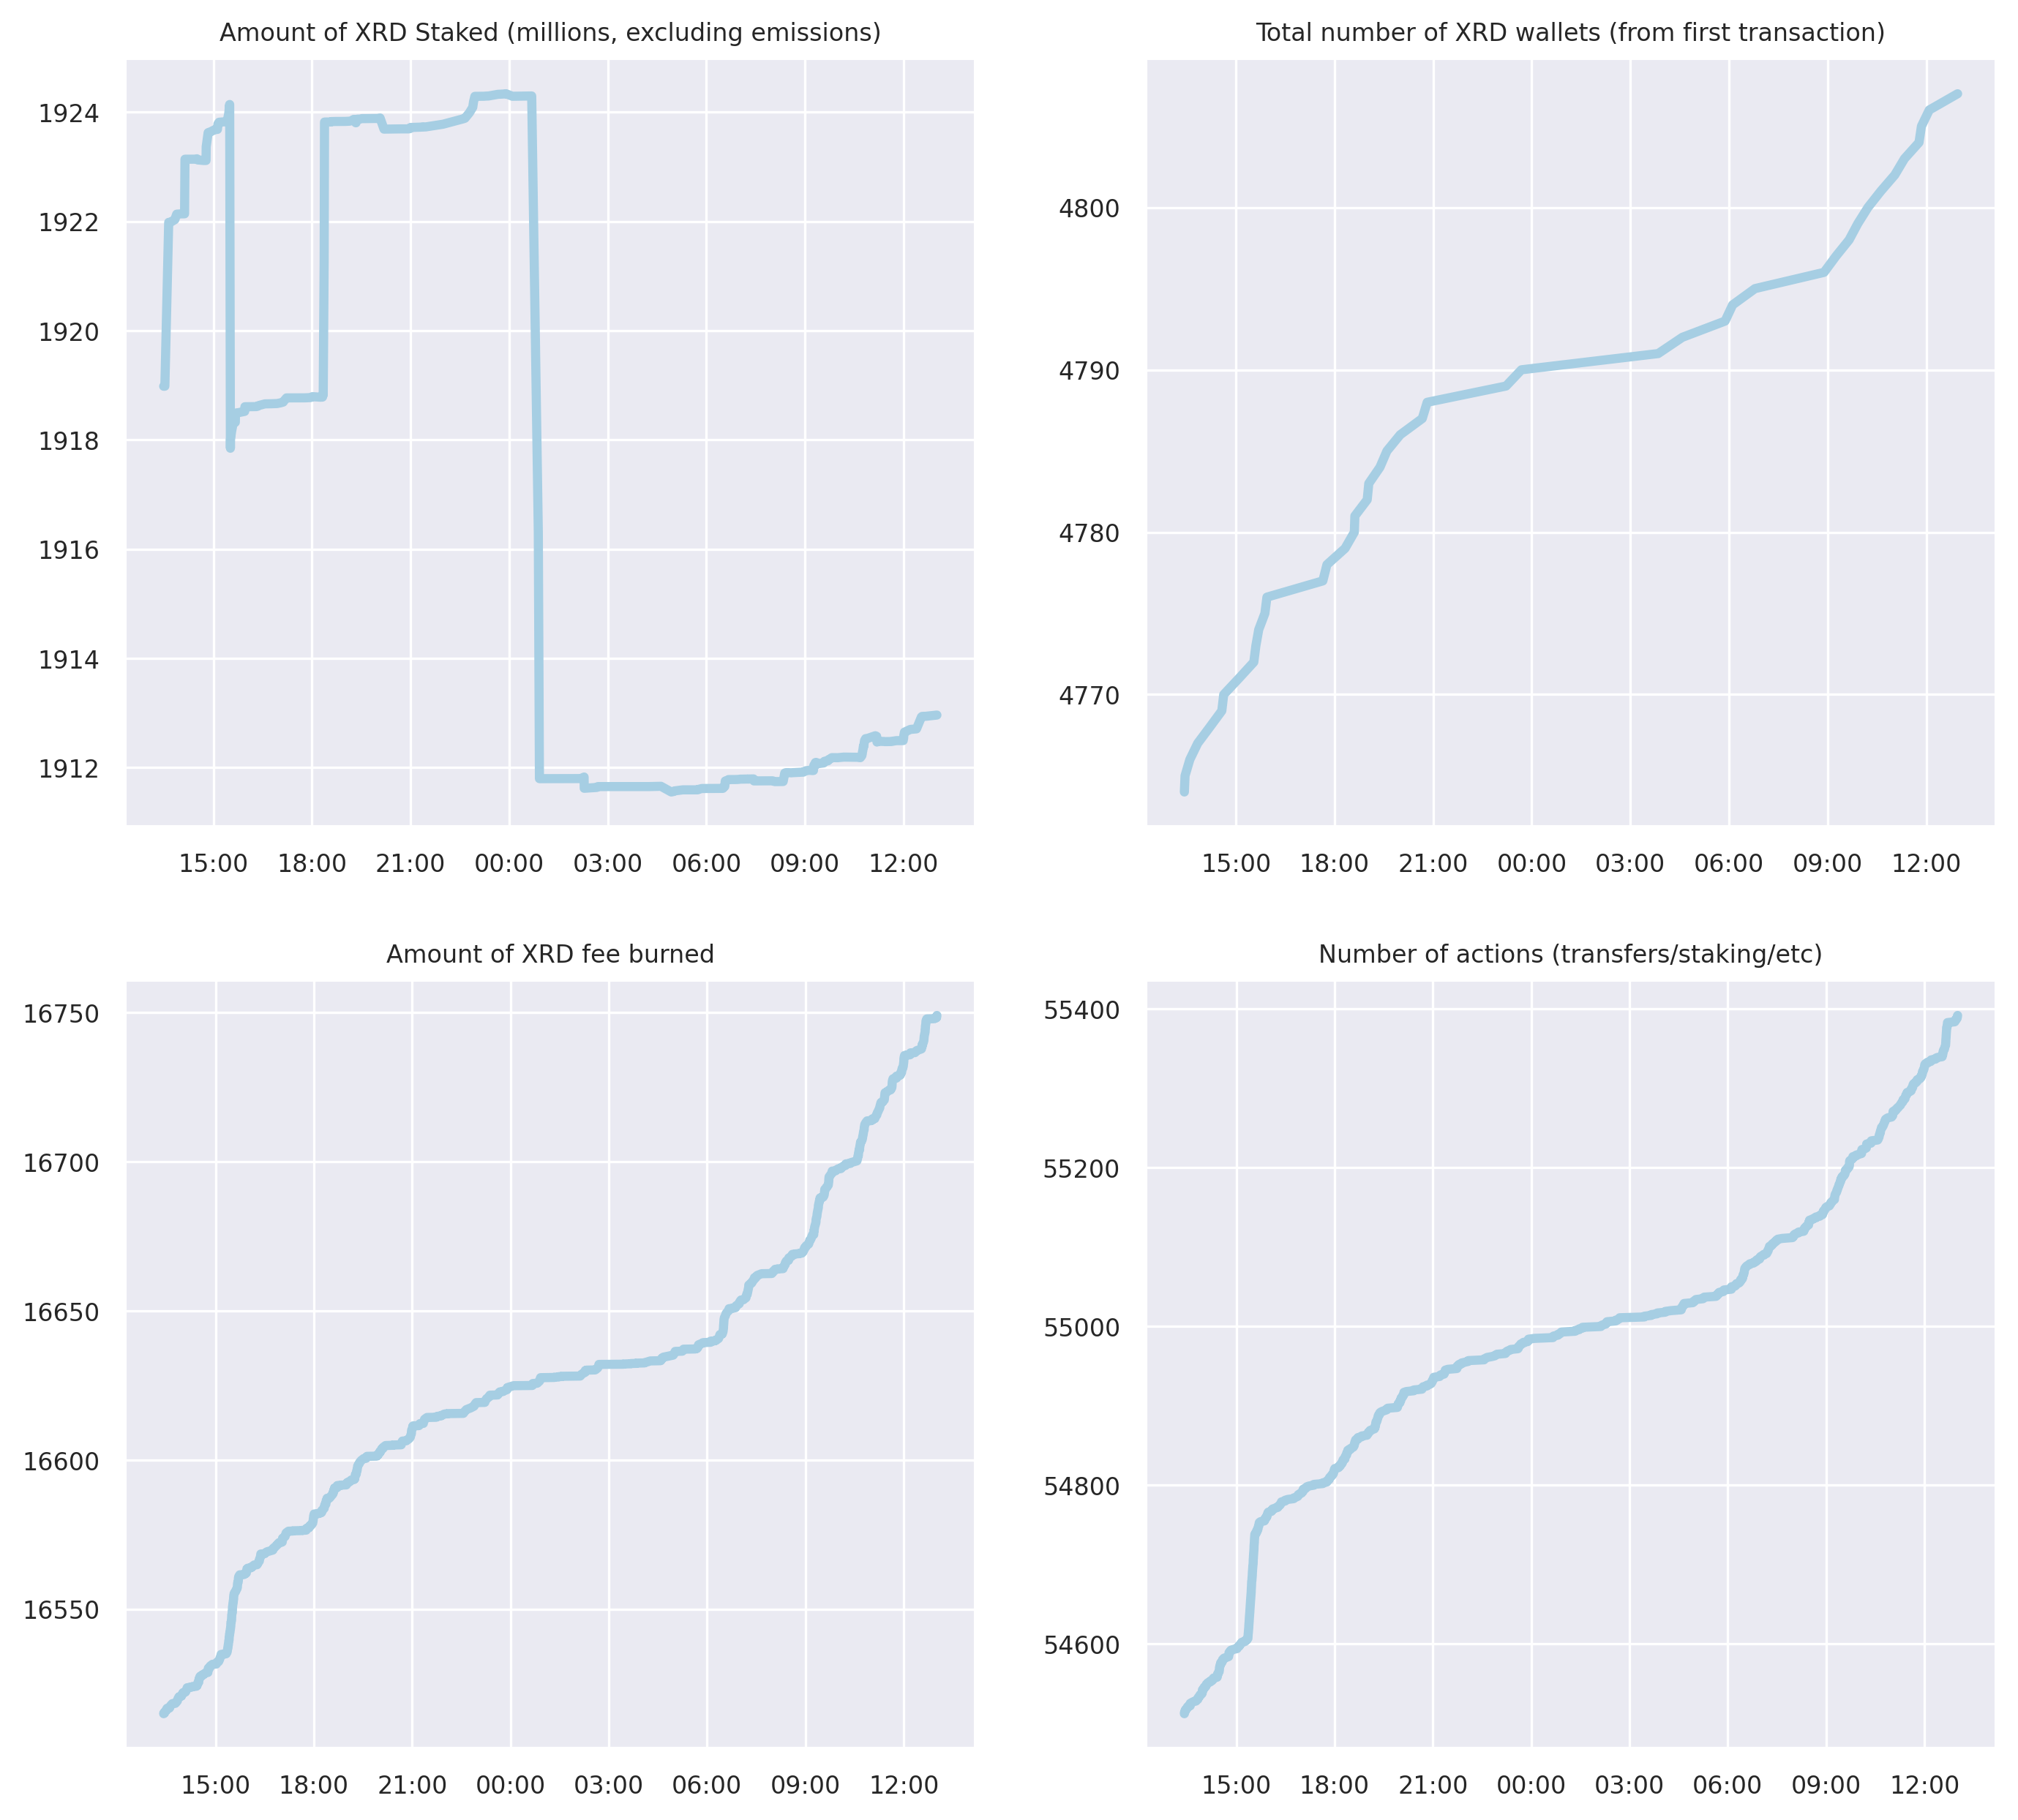 Amount of XRD Staked (millions, excluding emissions)
1924
1922
1920
1918
1916
1914
1912
15:00 18:00 21:00 00:00 03:00 06:00 09:00 12:00
Total number of XRD wallets (from first transaction)
4800
4790
4780
4770
15:00 18:00 21:00 00:00 03:00 06:00 09:00 12:00
Amount of XRD fee burned
16750
16700
16650
16600
16550
15:00 18:00 21:00 00:00 03:00 06:00 09:00 12:00
Number of actions (transfers/staking/etc)
55400
55200
55000
54800
54600
15:00 18:00 21:00 00:00 03:00 06:00 09:00 12:00